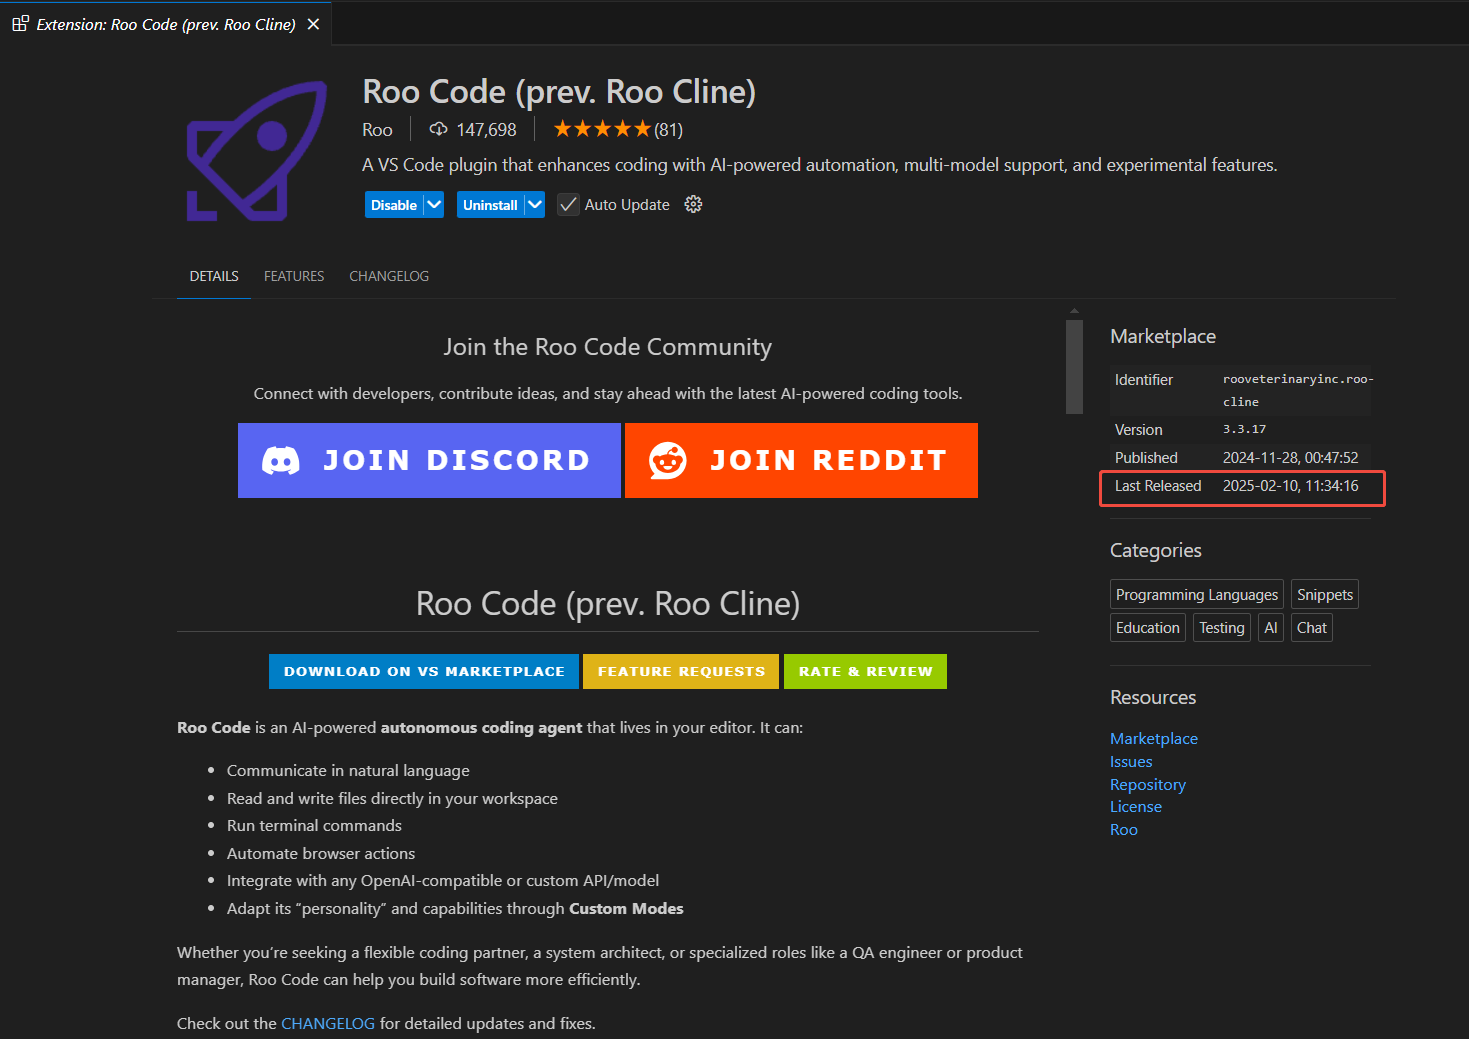 Extension: Roo Code (prev. Roo Cline)
Roo Code (prev. Roo Cline)
Roo 147,698 (81)
A VS Code plugin that enhances coding with AI-powered automation, multi-model support, and experimental features.
Disable Uninstall Auto Update
DETAILS FEATURES CHANGELOG
Join the Roo Code Community
Connect with developers, contribute ideas, and stay ahead with the latest AI-powered coding tools.
JOIN DISCORD JOIN REDDIT
Roo Code (prev. Roo Cline)
DOWNLOAD ON VS MARKETPLACE FEATURE REQUESTS RATE & REVIEW
Roo Code is an AI-powered autonomous coding agent that lives in your editor. It can:
• Communicate in natural language
• Read and write files directly in your workspace
• Run terminal commands
• Automate browser actions
• Integrate with any OpenAI-compatible or custom API/model
• Adapt its “personality” and capabilities through Custom Modes
Whether you’re seeking a flexible coding partner, a system architect, or specialized roles like a QA engineer or product
manager, Roo Code can help you build software more efficiently.
Check out the CHANGELOG for detailed updates and fixes.
Marketplace
Identifier rooveterinaryinc.roo-
cline
Version 3.3.17
Published 2024-11-28, 00:47:52
Last Released 2025-02-10, 11:34:16
Categories
Programming Languages Snippets
Education Testing AI Chat
Resources
Marketplace
Issues
Repository
License
Roo